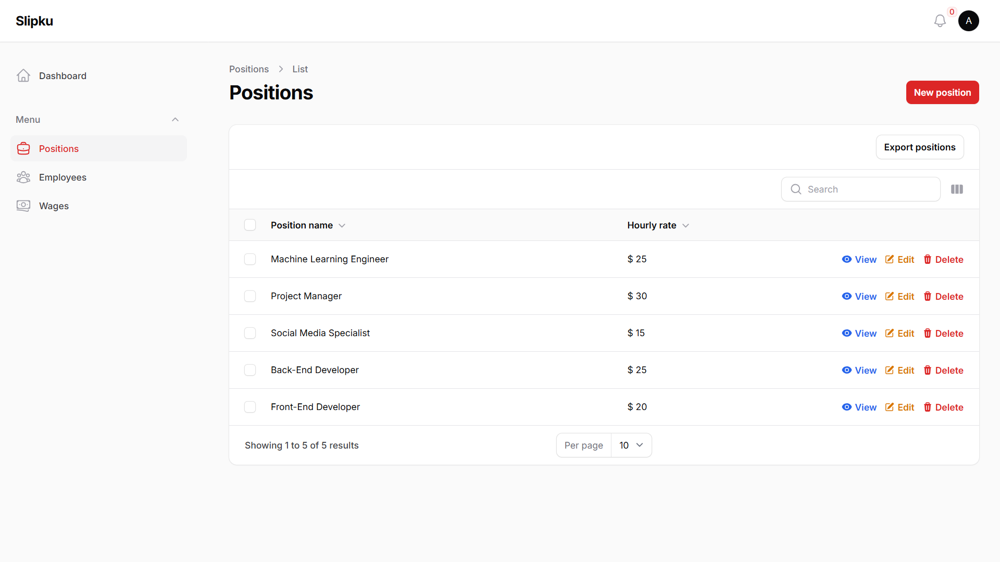 Slipku
0
A
Dashboard
Menu
Positions
Employees
Wages
Positions > List
Positions
New position
Export positions
Search
Position name Hourly rate
Machine Learning Engineer $ 25 View Edit Delete
Project Manager $ 30 View Edit Delete
Social Media Specialist $ 15 View Edit Delete
Back-End Developer $ 25 View Edit Delete
Front-End Developer $ 20 View Edit Delete
Showing 1 to 5 of 5 results Per page 10